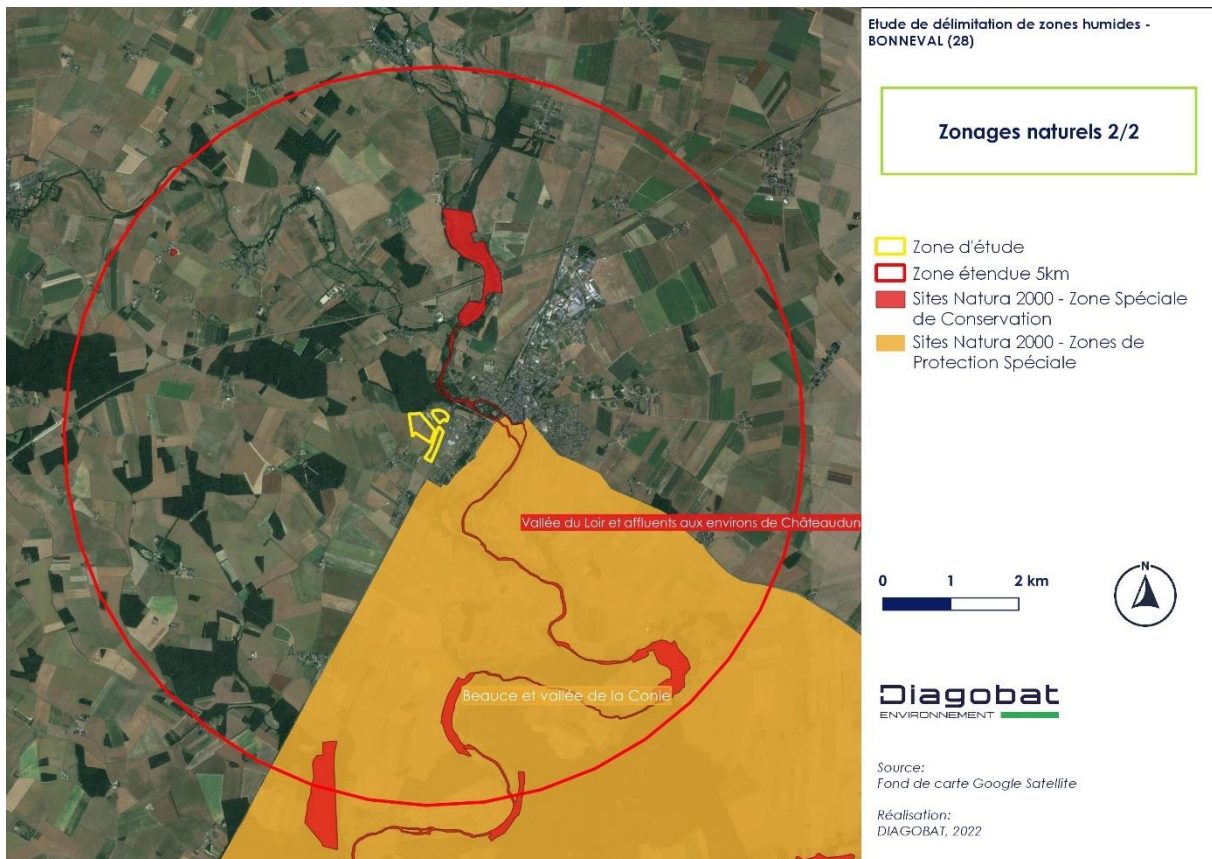 Etude de délimitation de zones humides -
BONNEVAL (28)
Zonages naturels 2/2
Zone d'étude
Zone étendue 5km
Sites Natura 2000 - Zone Spéciale
de Conservation
Sites Natura 2000 - Zones de
Protection Spéciale
Vallée du Loir et affluents aux environs de Châteaudun
Beauce et vallée de la Conie
0 1 2 km
N
Diagobat
ENVIRONNEMENT
Source:
Fond de carte Google Satellite
Réalisation:
DIAGOBAT, 2022